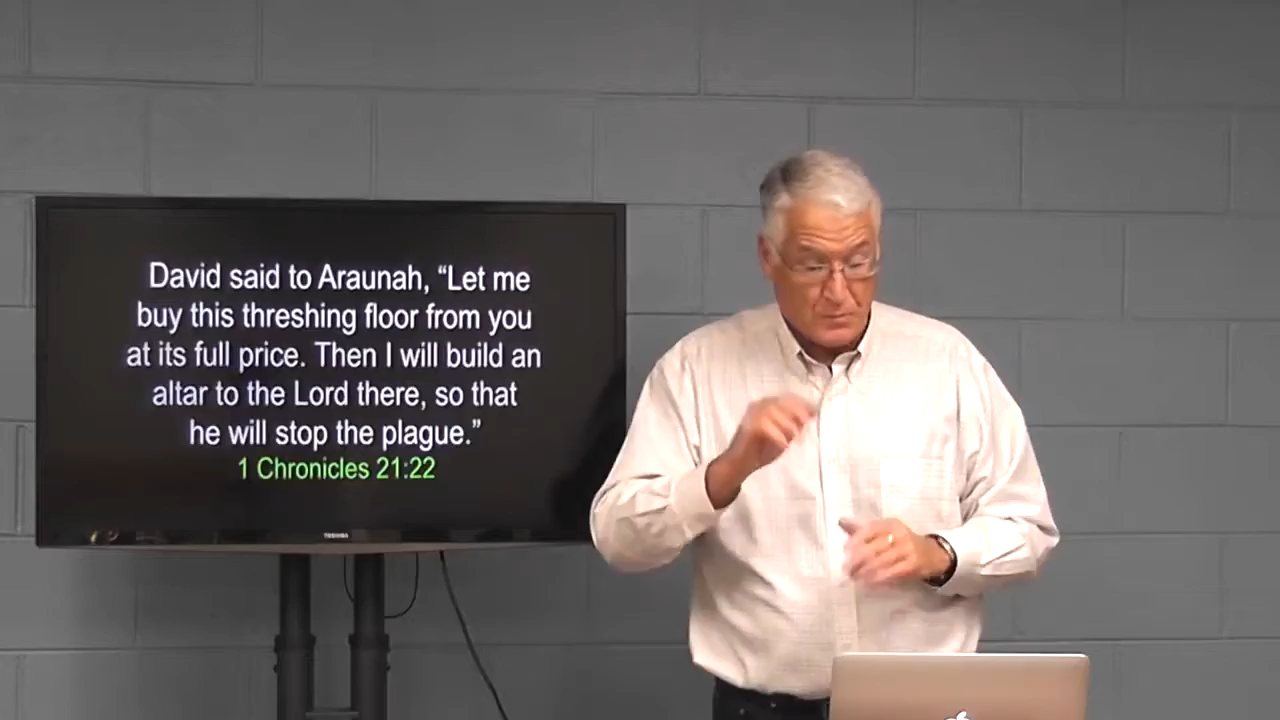 David said to Araunah, “Let me
buy this threshing floor from you
at its full price. Then I will build an
altar to the Lord there, so that
he will stop the plague.”
1 Chronicles 21:22
TOSHIBA